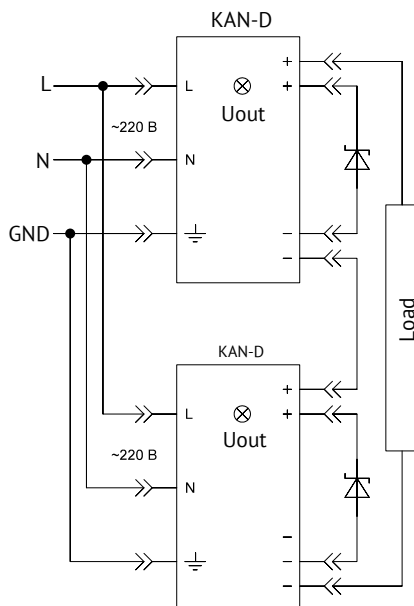 KAN-D
+
L
L
+
~220 В
Uout
N
N
GND
−
−
KAN-D
+
L
+
Uout
~220 В
N
−
−
−
Load